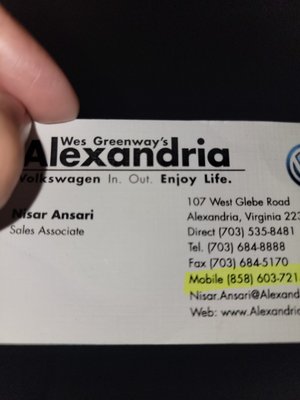 Wes Greenway's
Alexandria
Volkswagen In. Out. Enjoy Life.
Nisar Ansari
Sales Associate
107 West Glebe Road
Alexandria, Virginia 223
Direct (703) 535-8481
Tel. (703) 684-8888
Fax (703) 684-5170
Mobile (858) 603-721
Nisar.Ansari@Alexand
Web: www.Alexandria